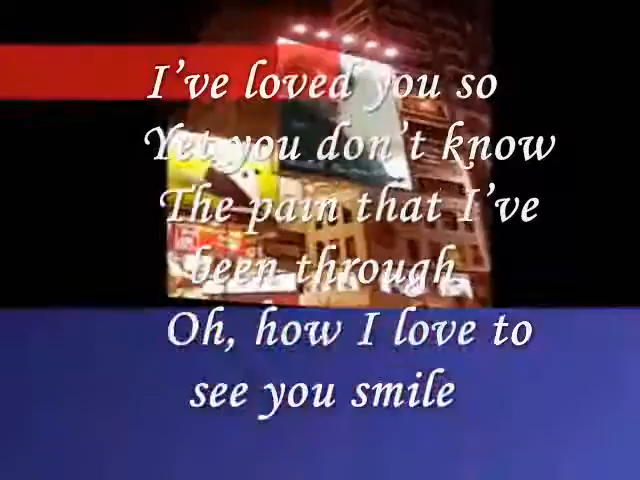 I've loved you so
Yet you don't know
The pain that I've
been through
Oh, how I love to
see you smile